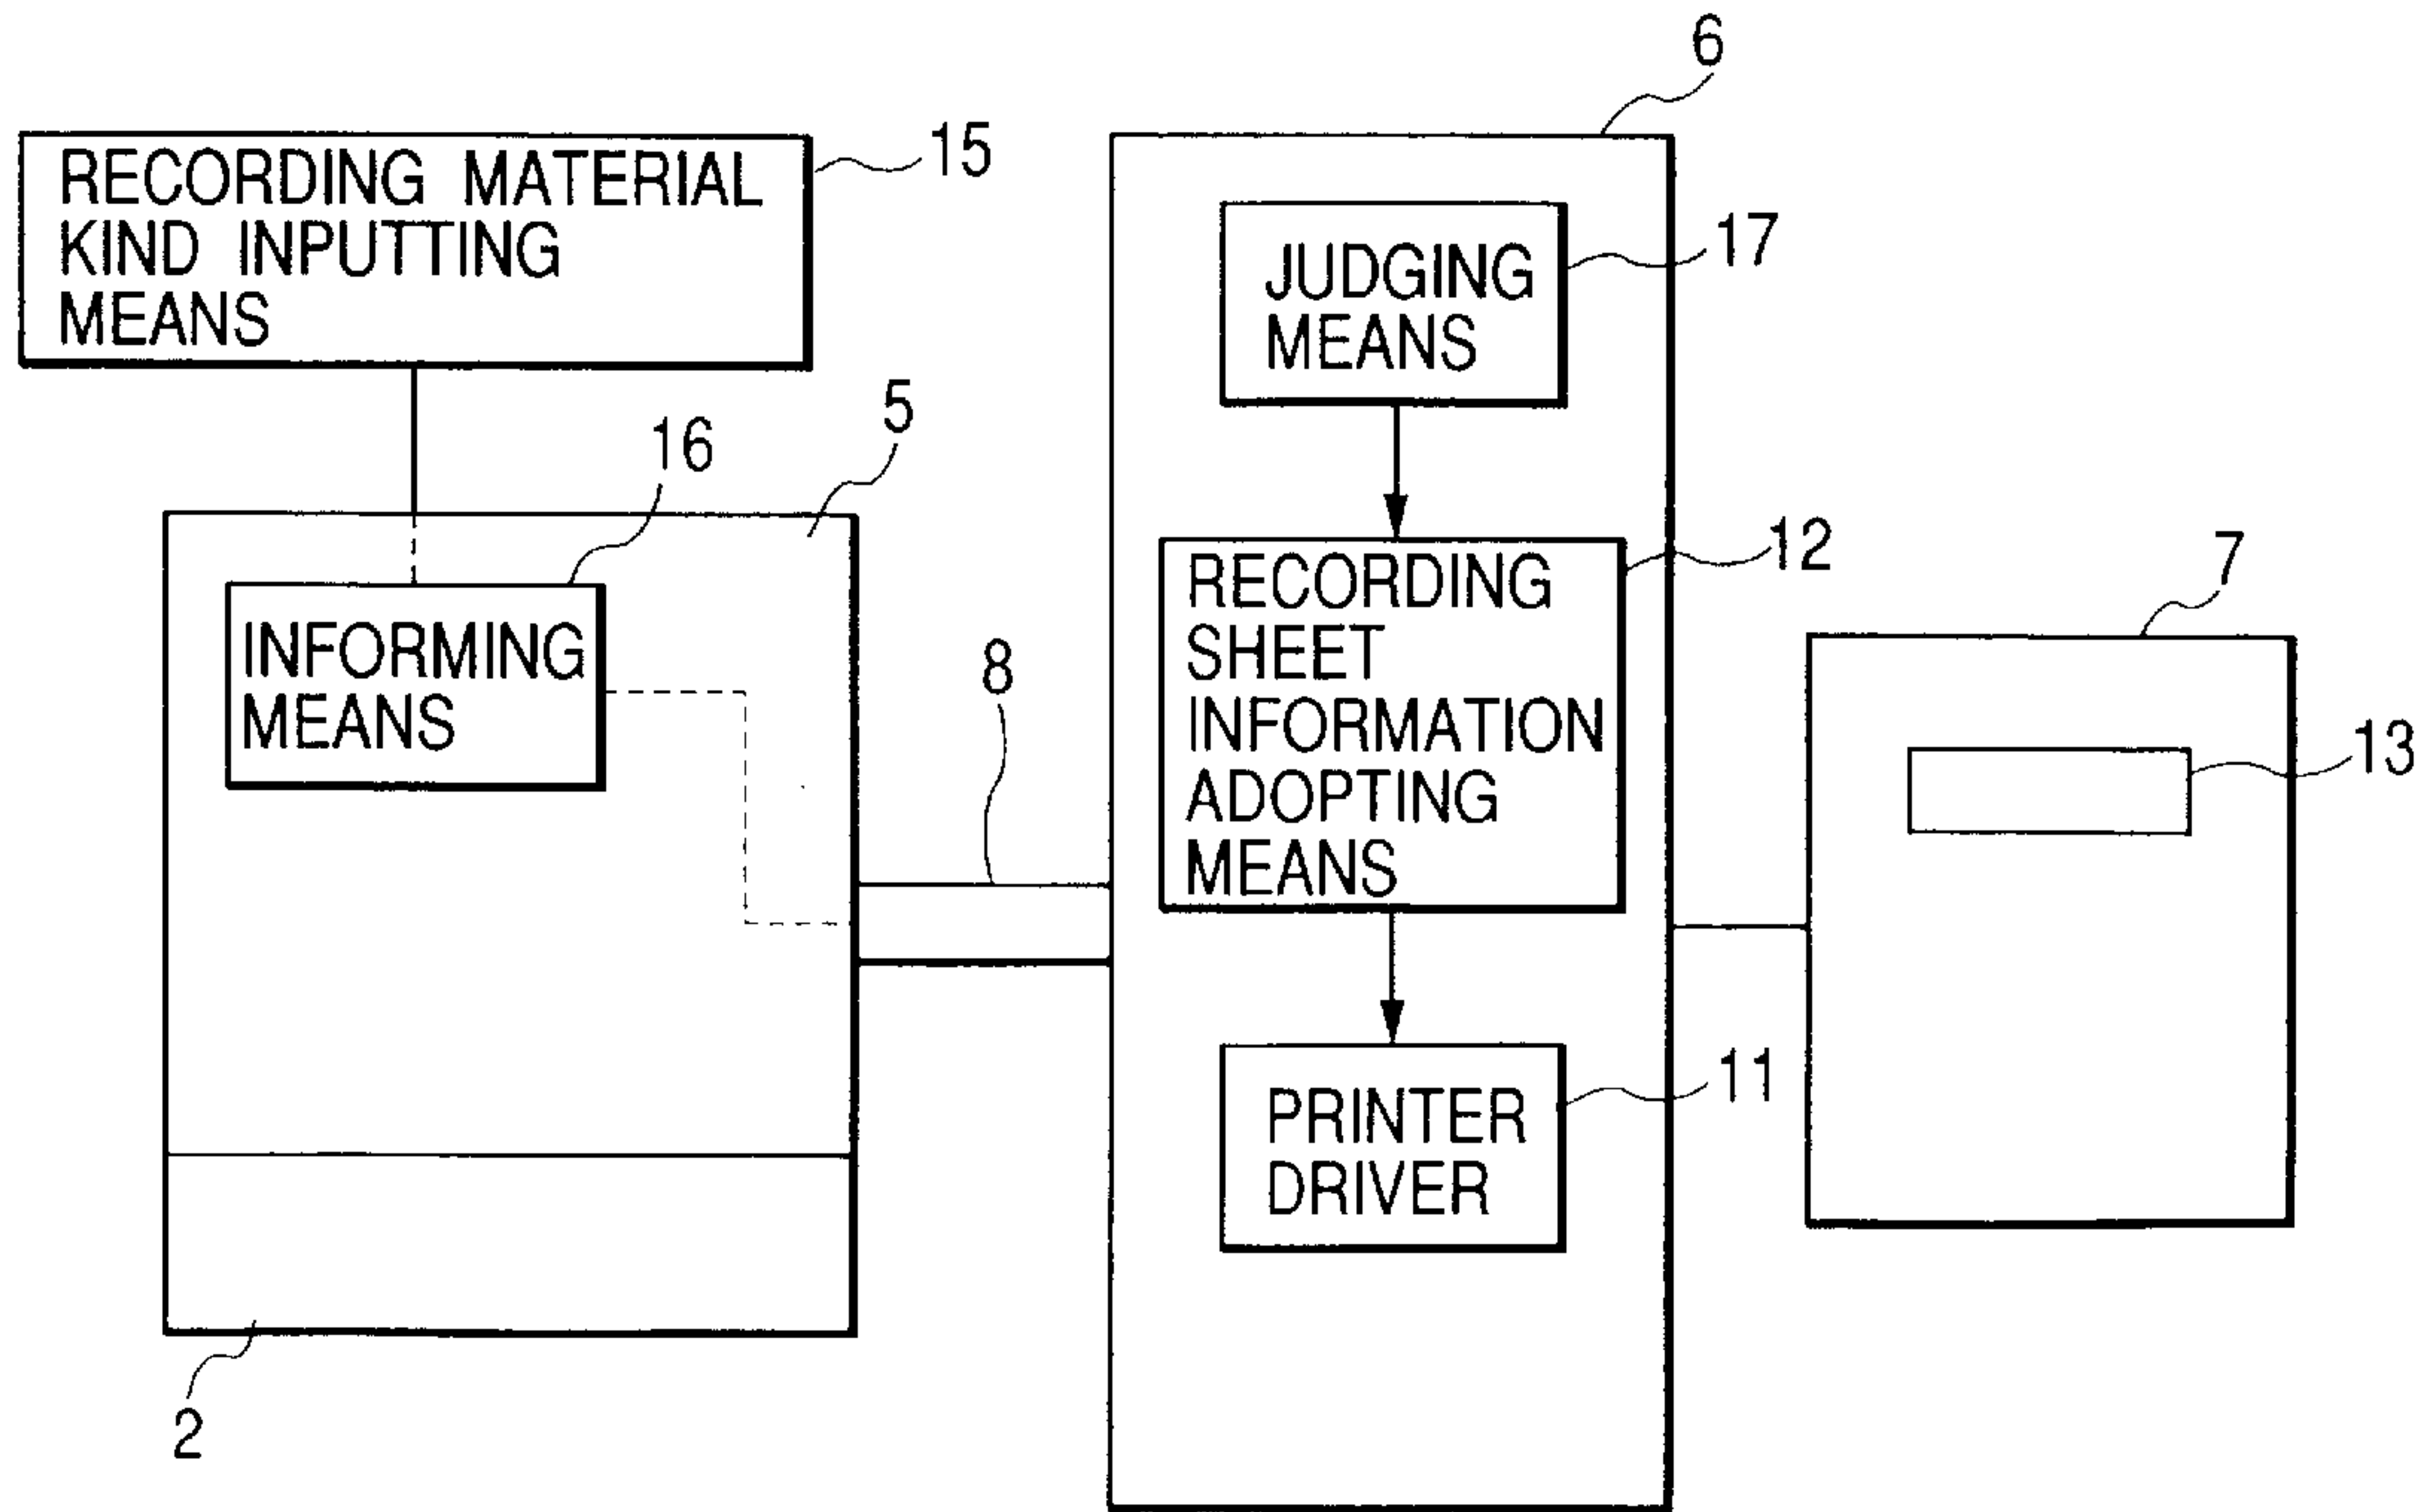 6
RECORDING MATERIAL
KIND INPUTTING
MEANS
15
JUDGING
MEANS
17
5
16
INFORMING
MEANS
RECORDING
SHEET
INFORMATION
ADOPTING
MEANS
12
7
8
13
PRINTER
DRIVER
11
2